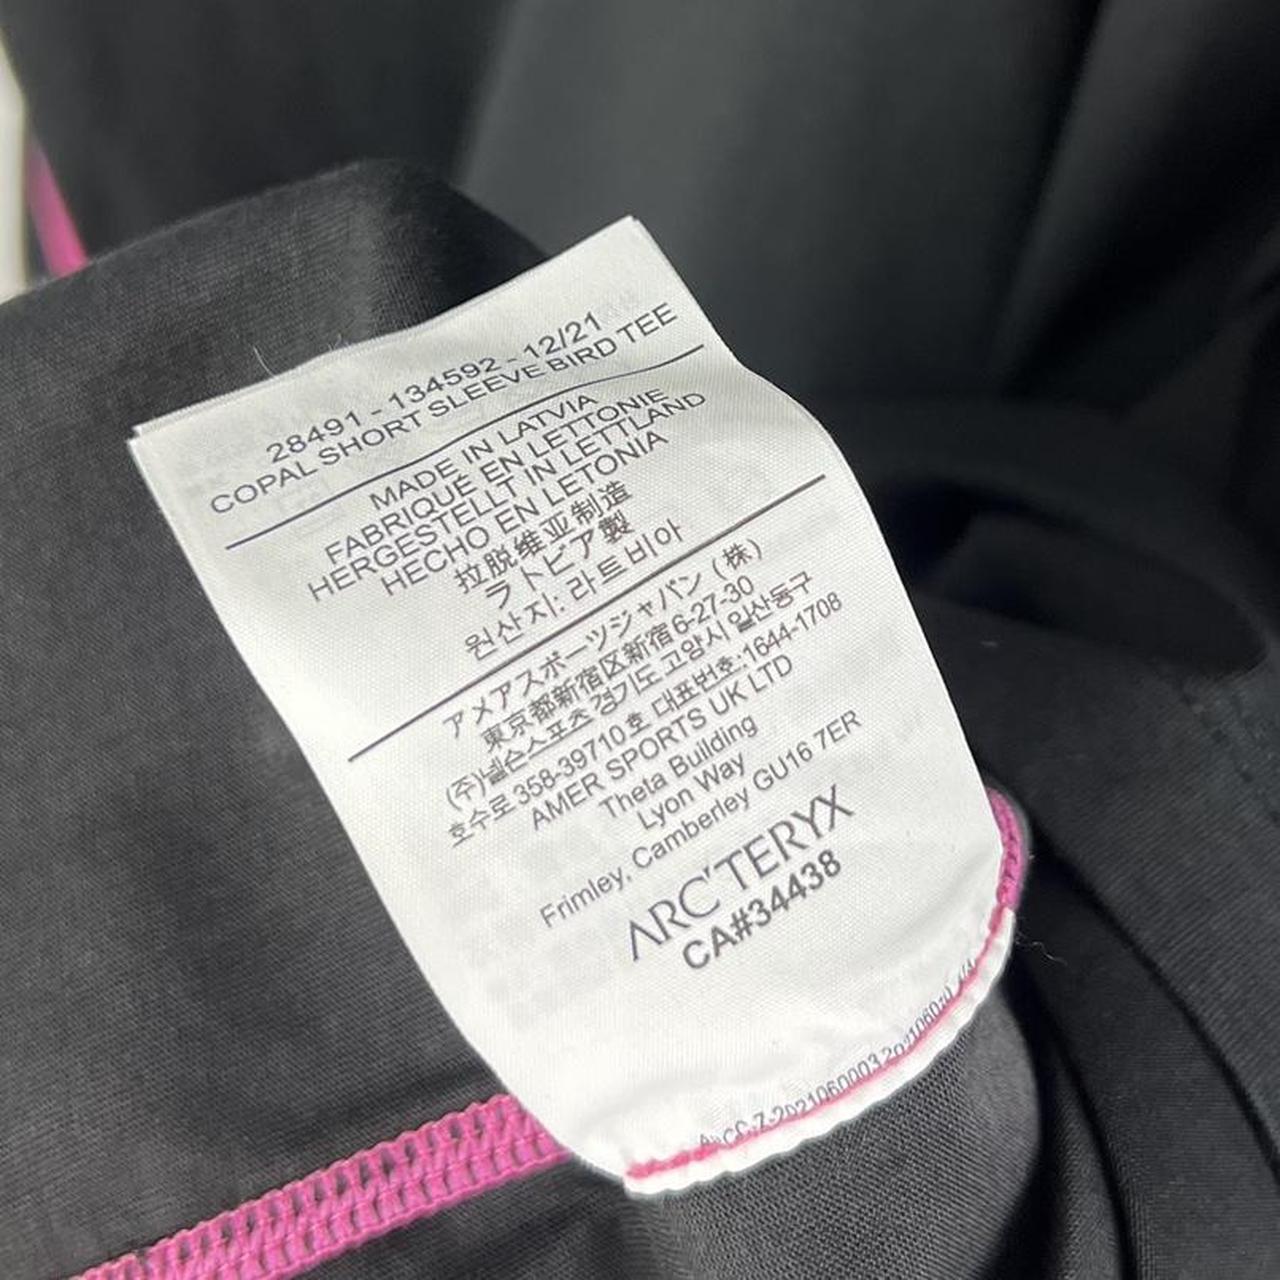 28491 - 134592 - 12/21
COPAL SHORT SLEEVE BIRD TEE
MADE IN LATVIA
FABRIQUÉ EN LETTONIE
HERGESTELLT IN LETTLAND
HECHO EN LETONIA
拉脱维亚制造
ラトビア製
원산지: 라트비아
アメアスポーツジャパン (株)
東京都新宿区新宿6-27-30
(주)넬슨스포츠 경기도 고양시 일산동구
호수로 358-39710호 대표번호:1644-1708
AMER SPORTS UK LTD
Theta Building
Lyon Way
Frimley, Camberley GU16 7ER
ARC'TERYX
CA#34438